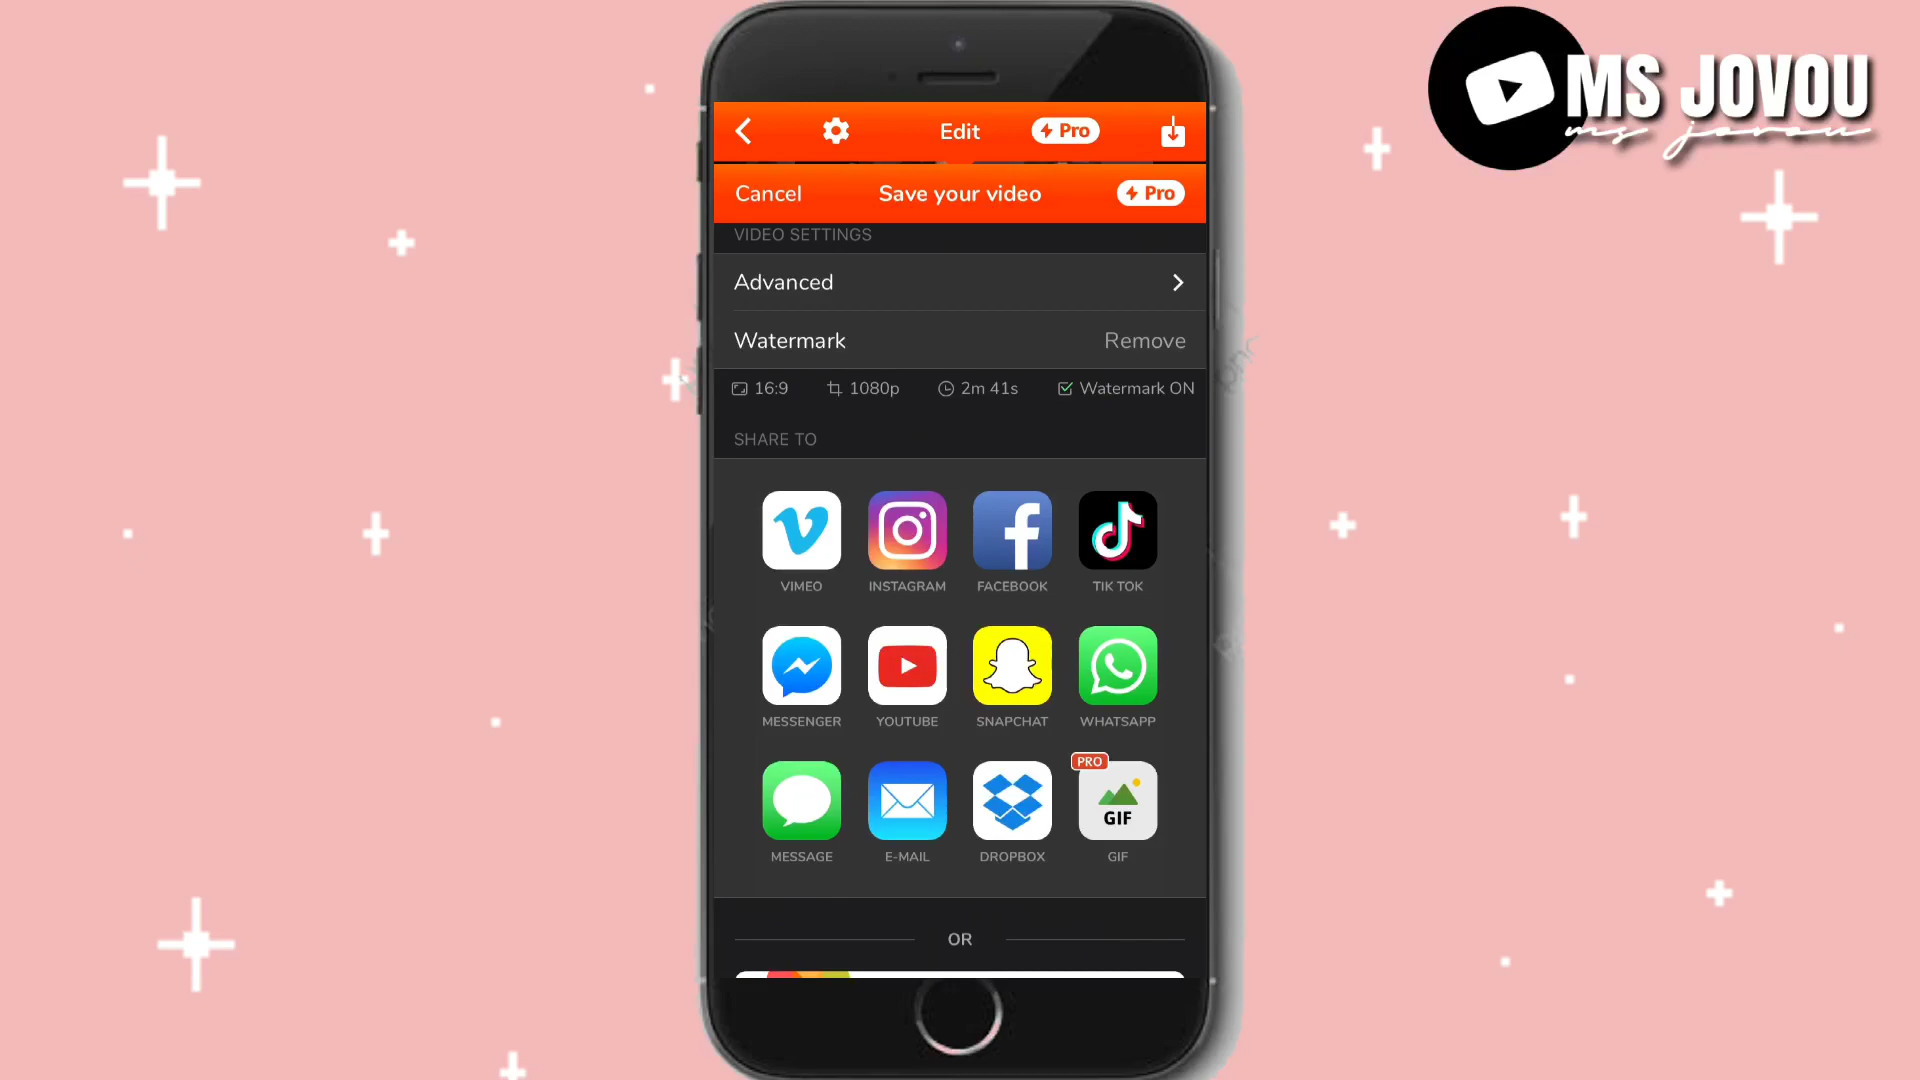 MS JOVOU
ms jovou
Edit
Pro
Cancel
Save your video
Pro
VIDEO SETTINGS
Advanced
Watermark
Remove
16:9
1080p
2m 41s
Watermark ON
SHARE TO
VIMEO
INSTAGRAM
FACEBOOK
TIK TOK
MESSENGER
YOUTUBE
SNAPCHAT
WHATSAPP
PRO
GIF
MESSAGE
E-MAIL
DROPBOX
GIF
OR